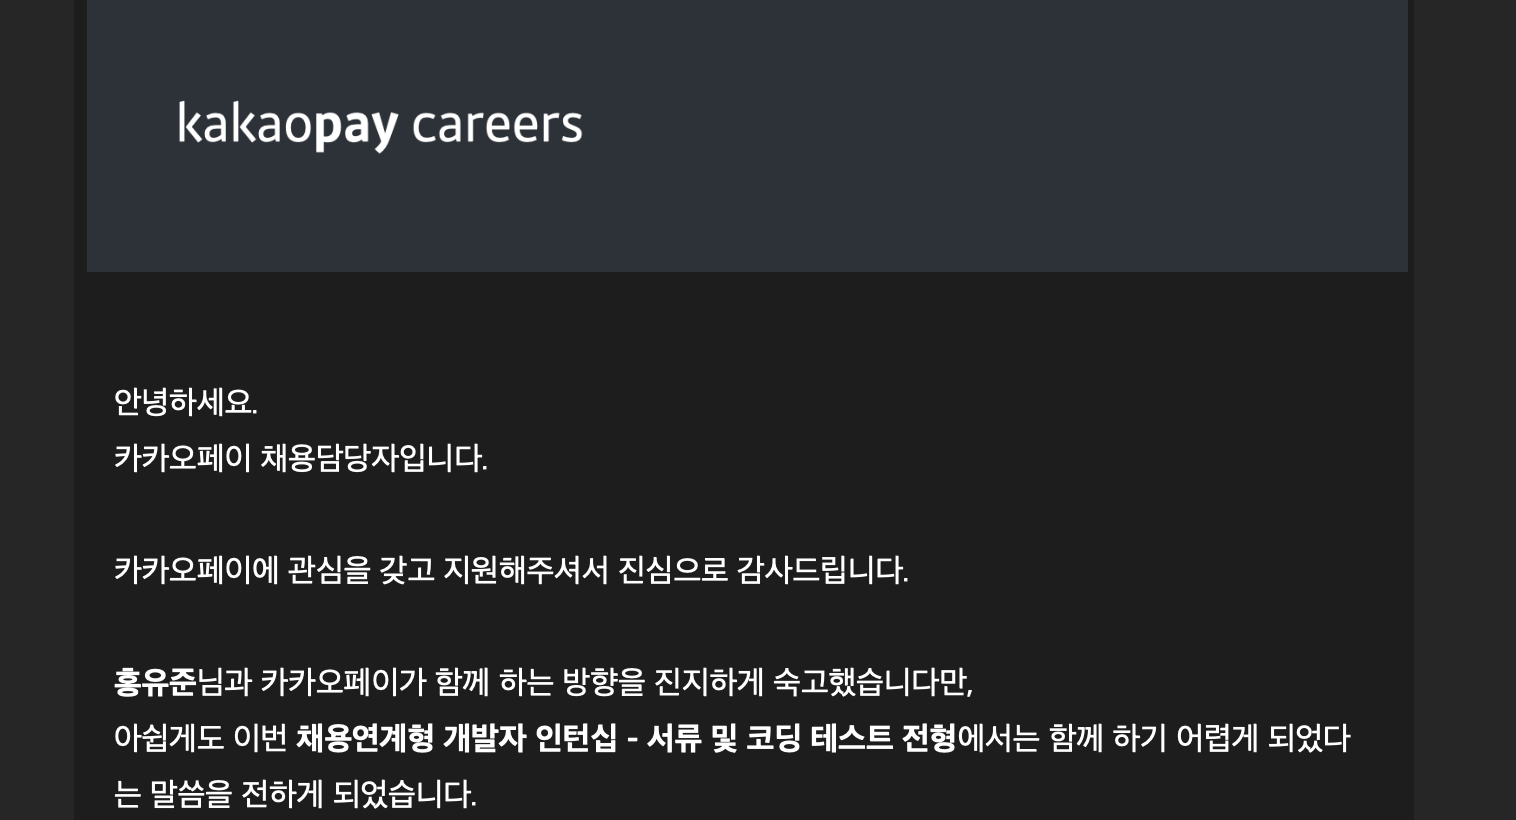 kakaopay careers
안녕하세요.
카카오페이 채용담당자입니다.
카카오페이에 관심을 갖고 지원해주셔서 진심으로 감사드립니다.
홍유준님과 카카오페이가 함께 하는 방향을 진지하게 숙고했습니다만,
아쉽게도 이번 채용연계형 개발자 인턴십 - 서류 및 코딩 테스트 전형에서는 함께 하기 어렵게 되었다
는 말씀을 전하게 되었습니다.